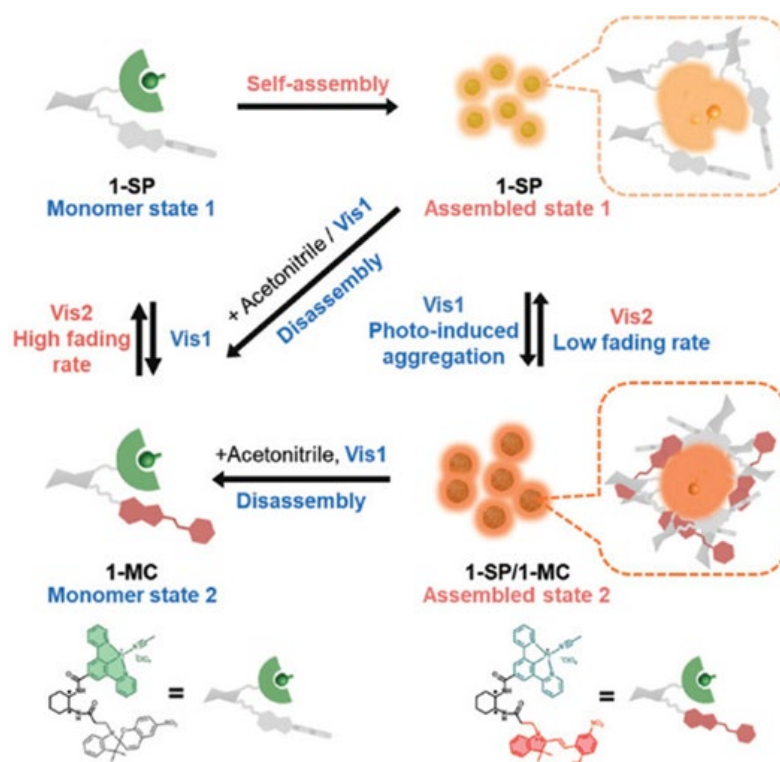 Self-assembly
1-SP
Monomer state 1
1-SP
Assembled state 1
+ Acetonitrile / Vis1
Disassembly
Vis2
High fading
rate
Vis1
Vis1
Photo-induced
aggregation
Vis2
Low fading rate
+Acetonitrile, Vis1
Disassembly
1-MC
Monomer state 2
1-SP/1-MC
Assembled state 2
=
=